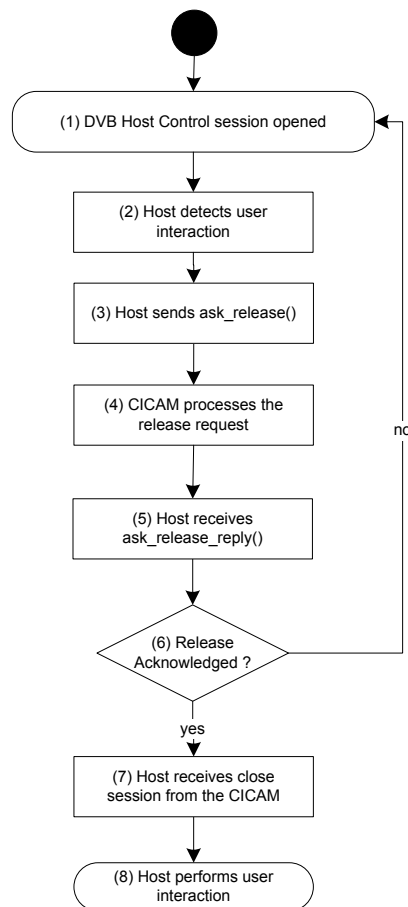 (1) DVB Host Control session opened
(2) Host detects user
interaction
(3) Host sends ask_release()
(4) CICAM processes the
release request
no
(5) Host receives
ask_release_reply()
(6) Release
Acknowledged ?
yes
(7) Host receives close
session from the CICAM
(8) Host performs user
interaction